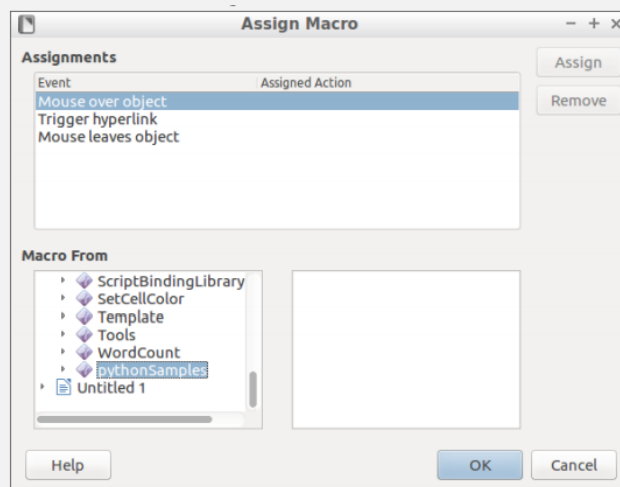 Assign Macro
Assignments
Assign
Event Assigned Action
Mouse over object
Remove
Trigger hyperlink
Mouse leaves object
Macro From
ScriptBindingLibrary
SetCellColor
Template
Tools
WordCount
pythonSamples
Untitled 1
Help OK Cancel